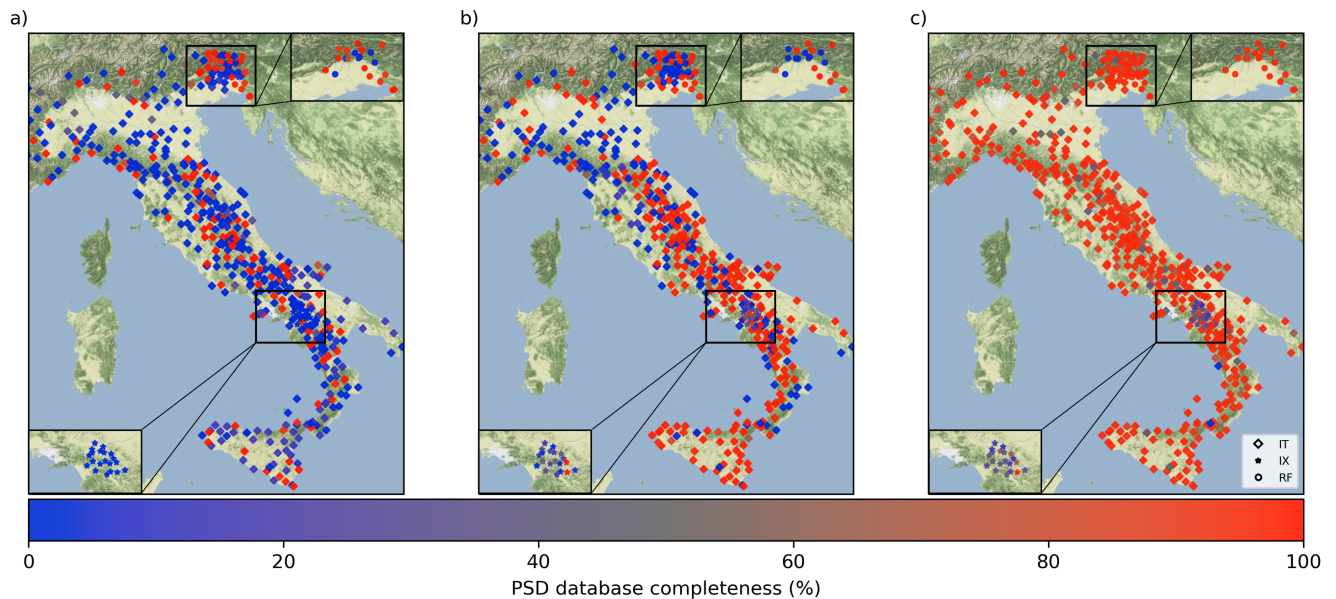 a)
b)
c)
IT
IX
RF
0
20
40
60
80
100
PSD database completeness (%)